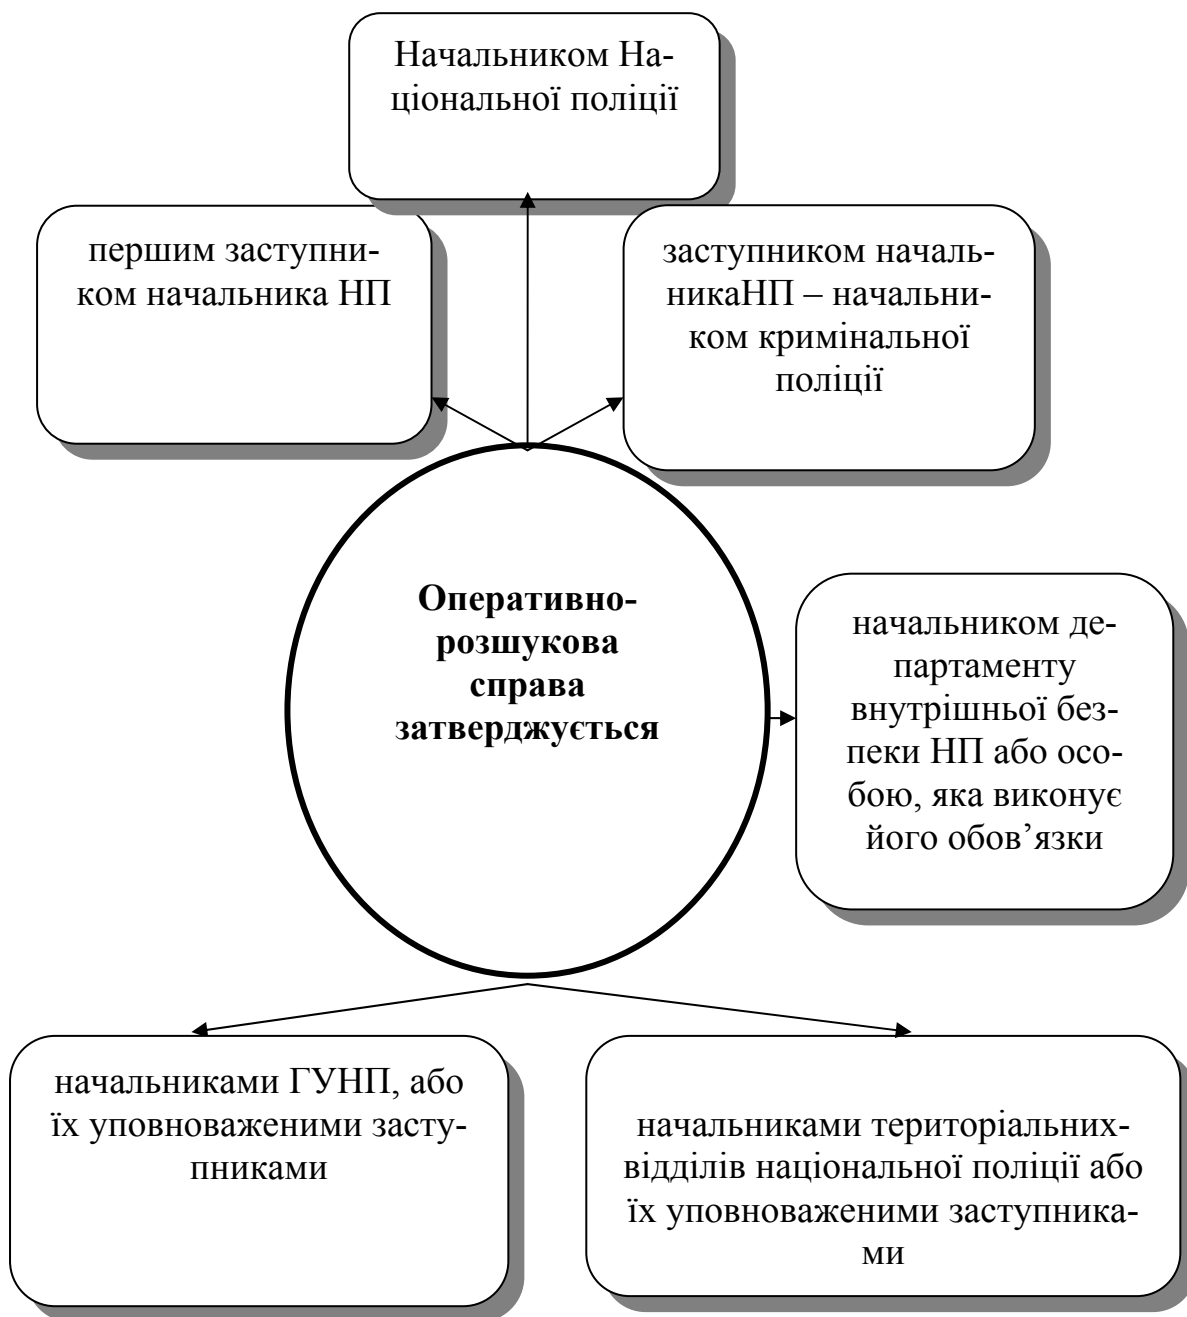 Начальником На-
ціональної поліції
першим заступни-
ком начальника НП
заступником началь-
никаНП – начальни-
ком кримінальної
поліції
Оперативно-
розшукова
справа
затверджується
начальником де-
партаменту
внутрішньої без-
пеки НП або осо-
бою, яка виконує
його обов’язки
начальниками ГУНП, або
їх уповноваженими засту-
пниками
начальниками територіальних-
відділів національної поліції або
їх уповноваженими заступника-
ми